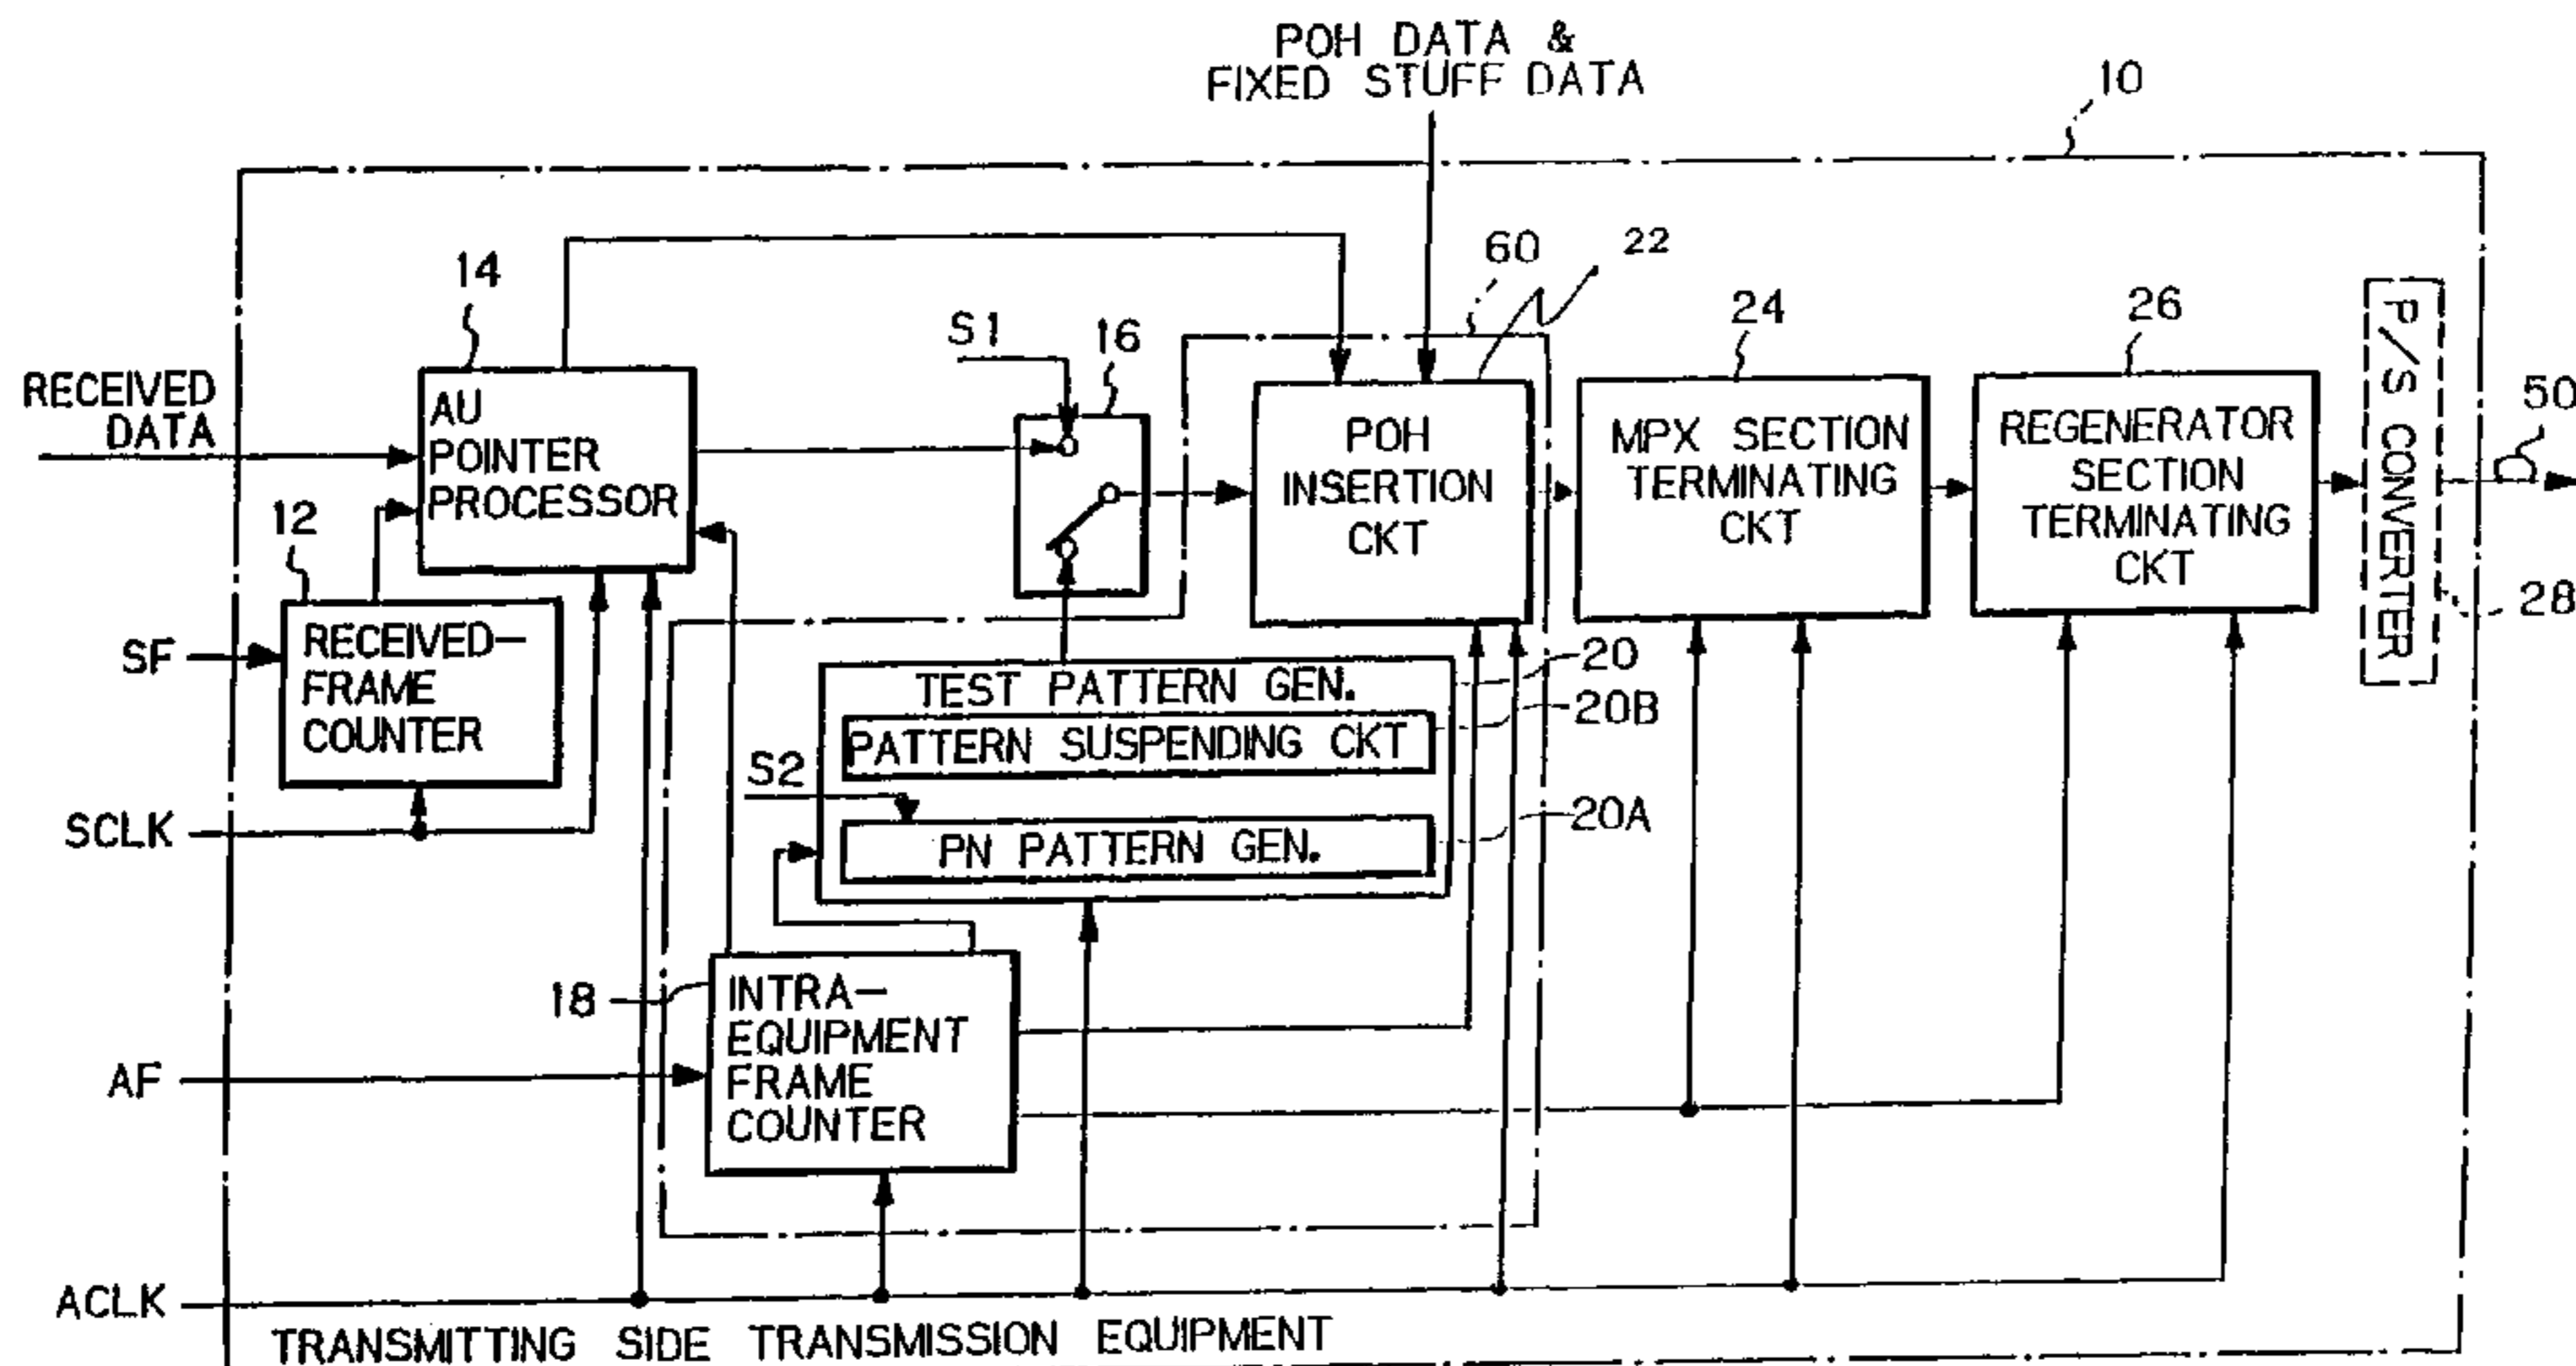 POH DATA &
FIXED STUFF DATA
10
60
22
14
S1
16
24
26
RECEIVED
DATA
AU
POINTER
PROCESSOR
POH
INSERTION
CKT
MPX SECTION
TERMINATING
CKT
REGENERATOR
SECTION
TERMINATING
CKT
P/S CONVERTER
50
28
12
SF
RECEIVED-
FRAME
COUNTER
TEST PATTERN GEN.
20
PATTERN SUSPENDING CKT
20B
S2
PN PATTERN GEN.
20A
SCLK
18
INTRA-
EQUIPMENT
FRAME
COUNTER
AF
ACLK
TRANSMITTING SIDE TRANSMISSION EQUIPMENT